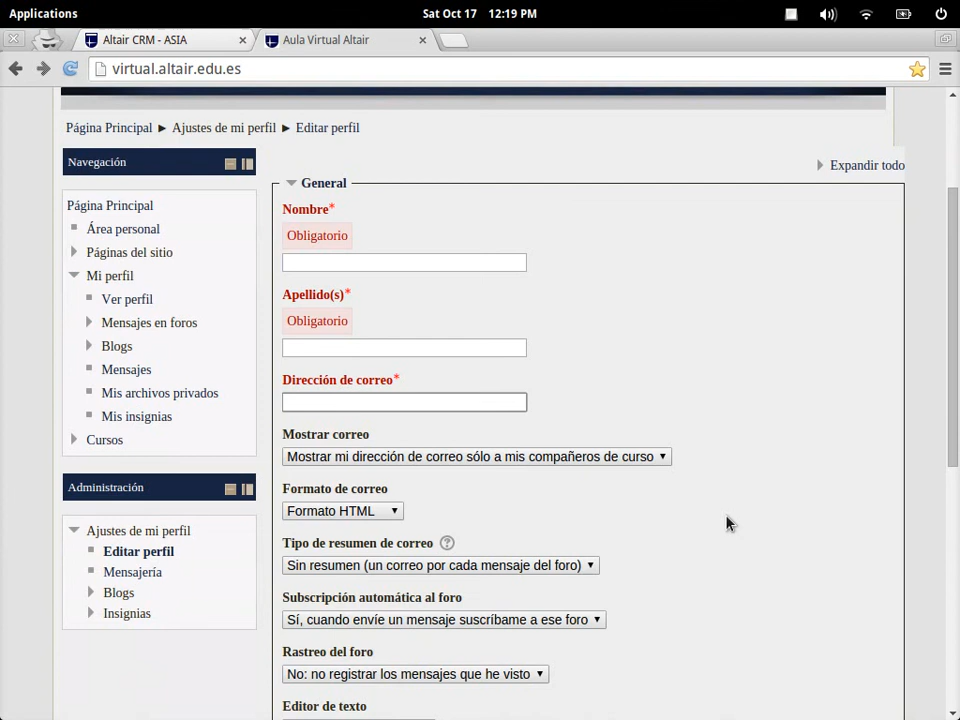 Applications
Sat Oct 17 12:19 PM
Altair CRM - ASIA
Aula Virtual Altair
virtual.altair.edu.es
Página Principal ► Ajustes de mi perfil ► Editar perfil
Navegación
Página Principal
Área personal
Páginas del sitio
Mi perfil
Ver perfil
Mensajes en foros
Blogs
Mensajes
Mis archivos privados
Mis insignias
Cursos
Administración
Ajustes de mi perfil
Editar perfil
Mensajería
Blogs
Insignias
Expandir todo
General
Nombre*
Obligatorio
Apellido(s)*
Obligatorio
Dirección de correo*
Mostrar correo
Mostrar mi dirección de correo sólo a mis compañeros de curso
Formato de correo
Formato HTML
Tipo de resumen de correo ?
Sin resumen (un correo por cada mensaje del foro)
Subscripción automática al foro
Sí, cuando envíe un mensaje suscríbame a ese foro
Rastreo del foro
No: no registrar los mensajes que he visto
Editor de texto